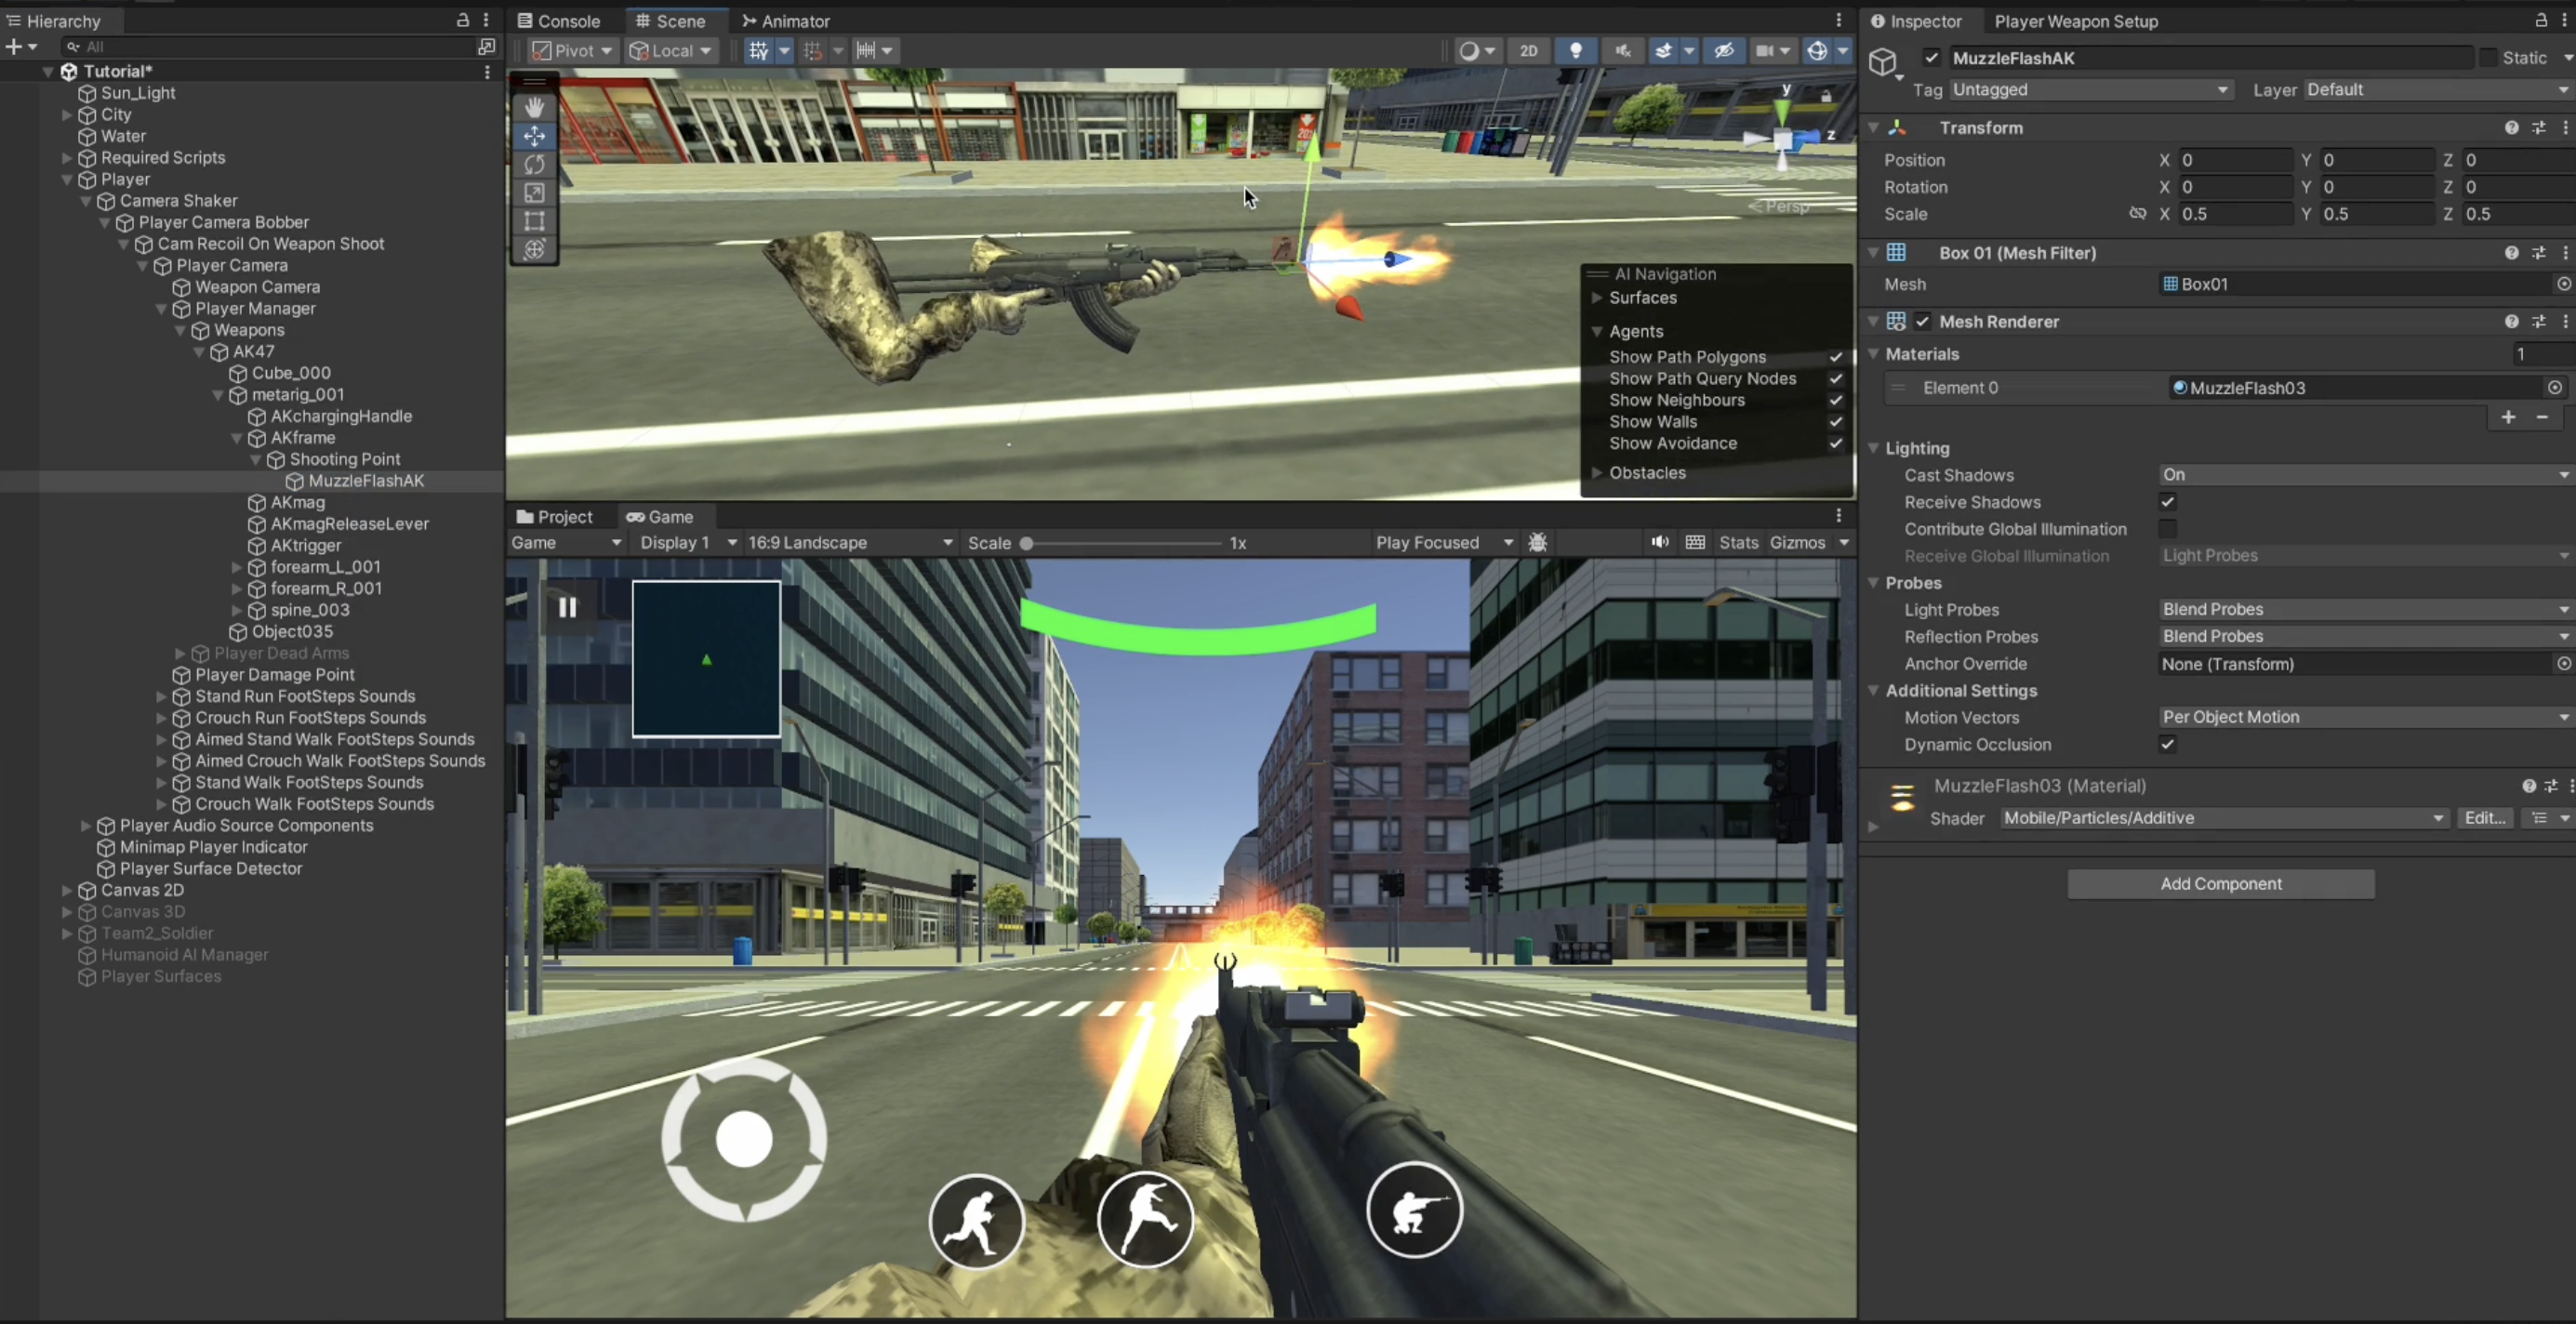 Hierarchy
All
Tutorial*
Sun_Light
City
Water
Required Scripts
Player
Camera Shaker
Player Camera Bobber
Cam Recoil On Weapon Shoot
Player Camera
Weapon Camera
Player Manager
Weapons
AK47
Cube_000
metarig_001
AKchargingHandle
AKframe
Shooting Point
MuzzleFlashAK
AKmag
AKmagReleaseLever
AKtrigger
forearm_L_001
forearm_R_001
spine_003
Object035
Player Dead Arms
Player Damage Point
Stand Run FootSteps Sounds
Crouch Run FootSteps Sounds
Aimed Stand Walk FootSteps Sounds
Aimed Crouch Walk FootSteps Sounds
Stand Walk FootSteps Sounds
Crouch Walk FootSteps Sounds
Player Audio Source Components
Minimap Player Indicator
Player Surface Detector
Canvas 2D
Canvas 3D
Team2_Soldier
Humanoid AI Manager
Player Surfaces
Console Scene Animator
Pivot Local 2D
y
z
Persp
AI Navigation
Surfaces
Agents
Show Path Polygons
Show Path Query Nodes
Show Neighbours
Show Walls
Show Avoidance
Obstacles
Project Game
Game Display 1 16:9 Landscape Scale 1x Play Focused Stats Gizmos
Inspector Player Weapon Setup
MuzzleFlashAK Static
Tag Untagged Layer Default
Transform
Position X 0 Y 0 Z 0
Rotation X 0 Y 0 Z 0
Scale X 0.5 Y 0.5 Z 0.5
Box 01 (Mesh Filter)
Mesh Box01
Mesh Renderer
Materials 1
Element 0 MuzzleFlash03
Lighting
Cast Shadows On
Receive Shadows
Contribute Global Illumination
Receive Global Illumination Light Probes
Probes
Light Probes Blend Probes
Reflection Probes Blend Probes
Anchor Override None (Transform)
Additional Settings
Motion Vectors Per Object Motion
Dynamic Occlusion
MuzzleFlash03 (Material)
Shader Mobile/Particles/Additive Edit...
Add Component